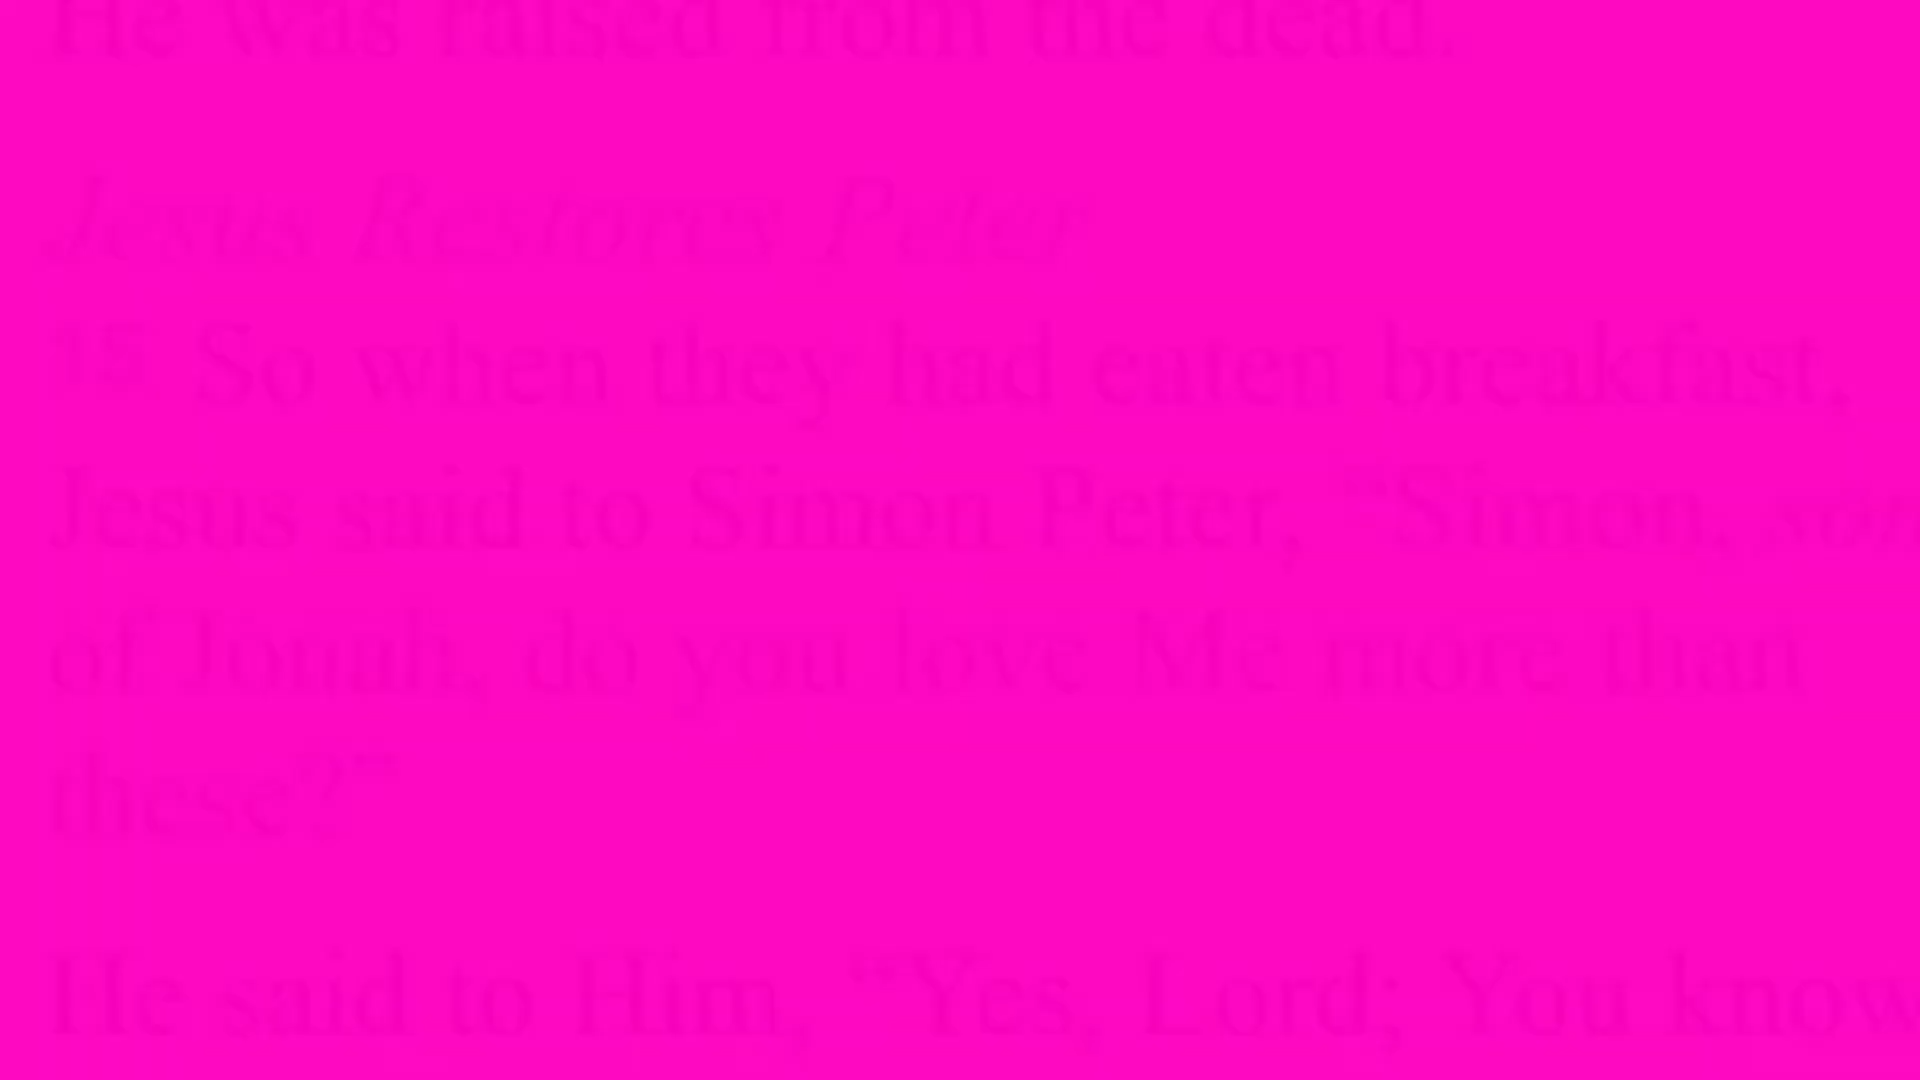 He was raised from the dead.
Jesus Restores Peter
15 So when they had eaten breakfast,
Jesus said to Simon Peter, “Simon, son
of Jonah, do you love Me more than
these?”
He said to Him, “Yes, Lord; You know